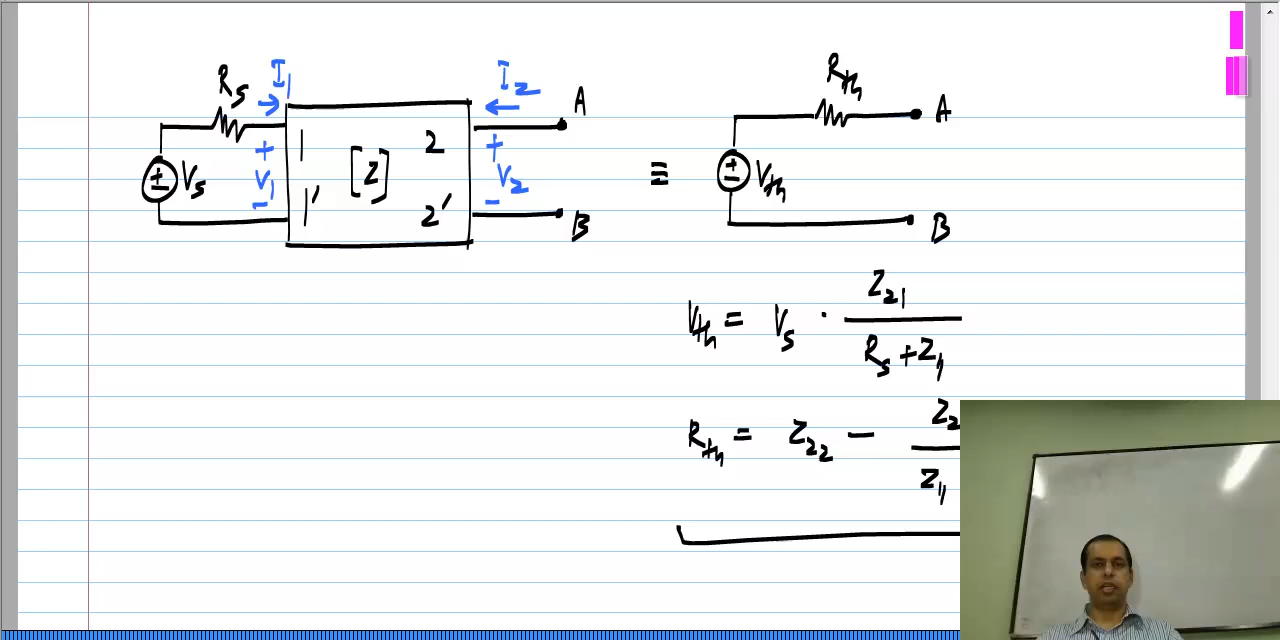 R_s I_1 I_2 A
+ 1 2 +
± V_s V_1 [Z] V_2
- 1' 2' - B
≡
R_th A
± V_th
B
V_th = V_s · Z_21 / (R_s + Z_11)
R_th = Z_22 - Z_2 / Z_11